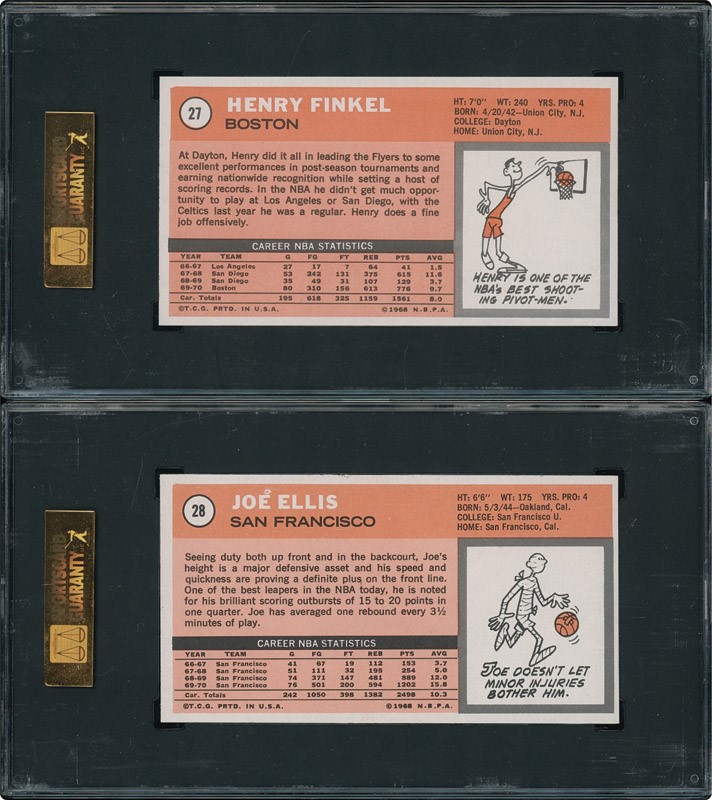 27
HENRY FINKEL
BOSTON
HT: 7'0" WT: 240 YRS. PRO: 4
BORN: 4/20/42—Union City, N.J.
COLLEGE: Dayton
HOME: Union City, N.J.
At Dayton, Henry did it all in leading the Flyers to some
excellent performances in post-season tournaments and
earning nationwide recognition while setting a host of
scoring records. In the NBA he didn't get much oppor-
tunity to play at Los Angeles or San Diego, with the
Celtics last year he was a regular. Henry does a fine
job offensively.
CAREER NBA STATISTICS
YEAR TEAM G FG FT REB PTS AVG
66-67 Los Angeles 27 17 7 64 41 1.5
67-68 San Diego 53 242 131 375 615 11.6
68-69 San Diego 35 49 31 107 129 3.7
69-70 Boston 80 310 156 613 776 9.7
Car. Totals 195 618 325 1159 1561 8.0
©T.C.G. PRTD. IN U.S.A. ©1968 N.B.P.A.
HENRY IS ONE OF THE
NBA'S BEST SHOOT-
ING PIVOT-MEN.
SPORTSCARD
GUARANTY
28
JOE ELLIS
SAN FRANCISCO
HT: 6'6" WT: 175 YRS. PRO: 4
BORN: 5/3/44—Oakland, Cal.
COLLEGE: San Francisco U.
HOME: San Francisco, Cal.
Seeing duty both up front and in the backcourt, Joe's
height is a major defensive asset and his speed and
quickness are proving a definite plus on the front line.
One of the best leapers in the NBA today, he is noted
for his brilliant scoring outbursts of 15 to 20 points in
one quarter. Joe has averaged one rebound every 3½
minutes of play.
CAREER NBA STATISTICS
YEAR TEAM G FG FT REB PTS AVG
66-67 San Francisco 41 67 19 112 153 3.7
67-68 San Francisco 51 111 32 195 254 5.0
68-69 San Francisco 74 371 147 481 889 12.0
69-70 San Francisco 76 501 200 594 1202 15.8
Car. Totals 242 1050 398 1382 2498 10.3
©T.C.G. PRTD. IN U.S.A. ©1968 N.B.P.A.
JOE DOESN'T LET
MINOR INJURIES
BOTHER HIM.
SPORTSCARD
GUARANTY